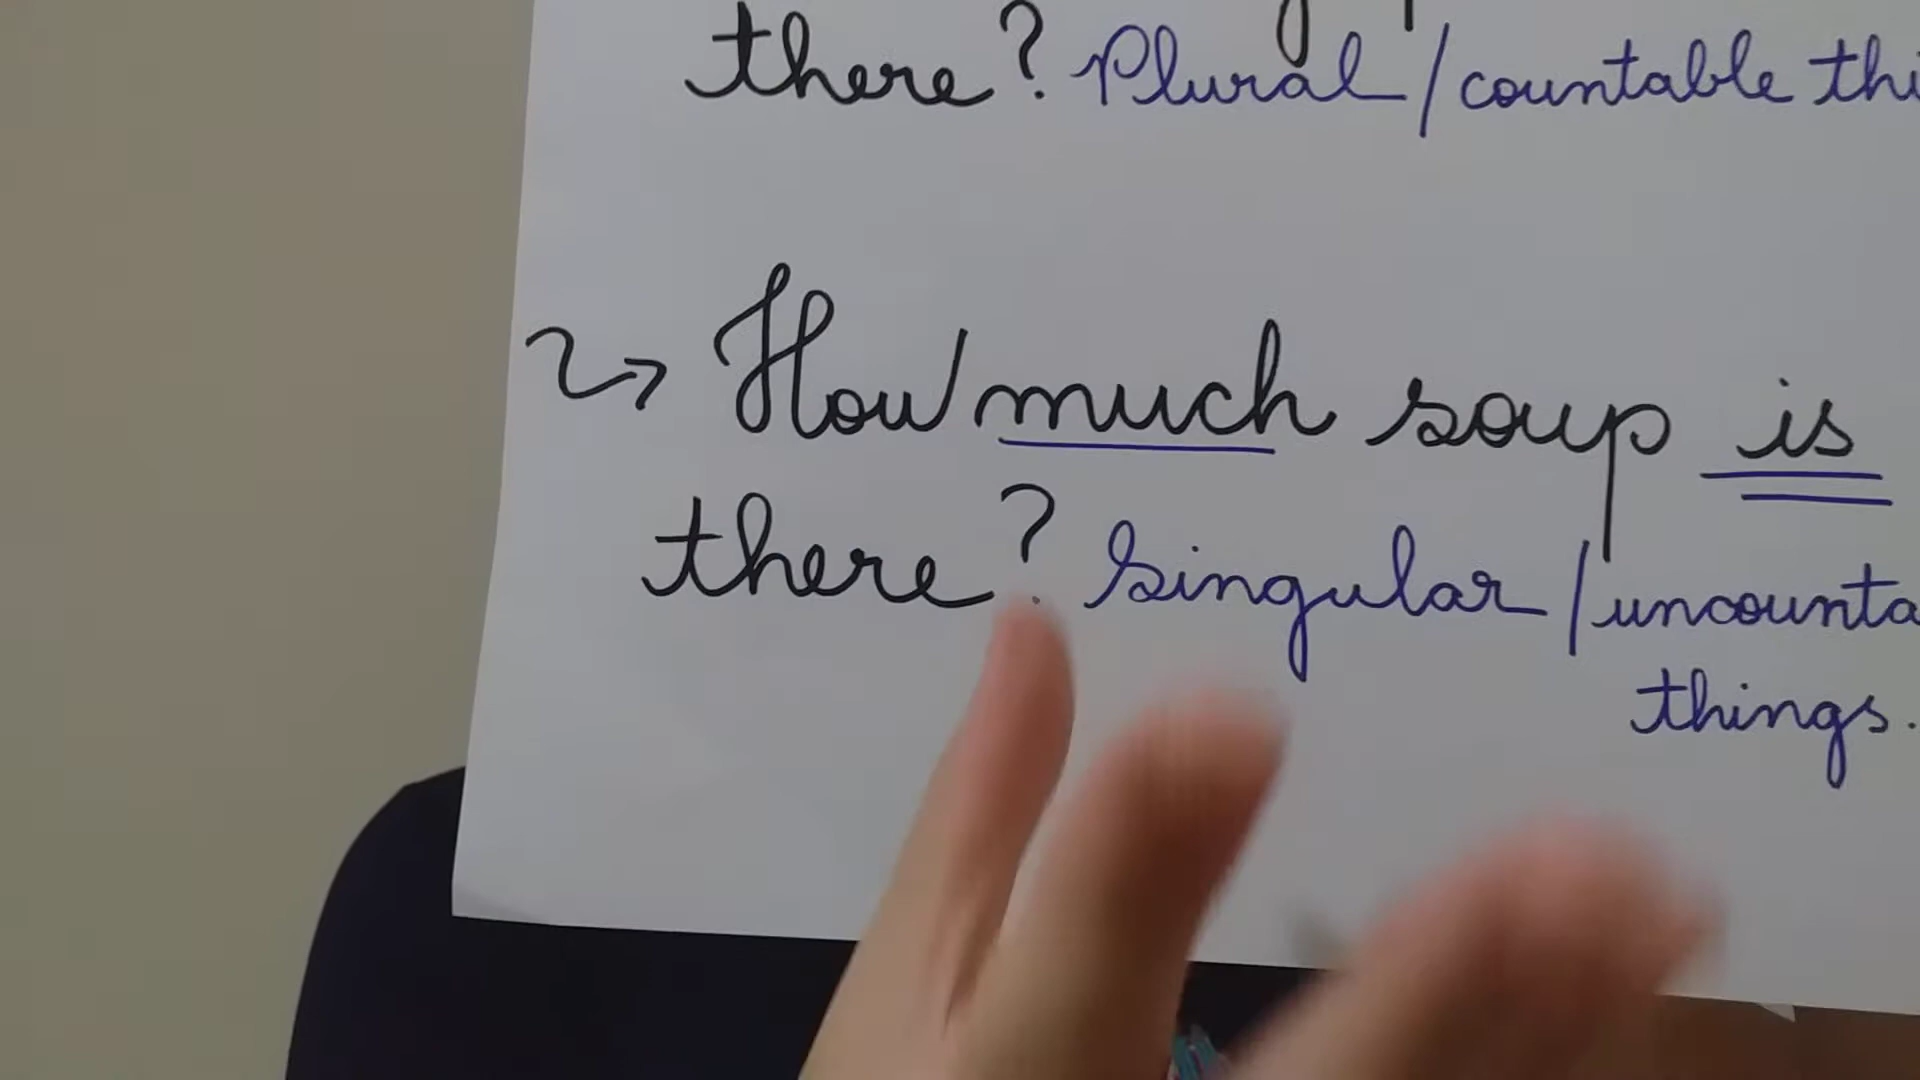 there? Plural/countable thi
How much soup is
there? Singular/uncounta
things.